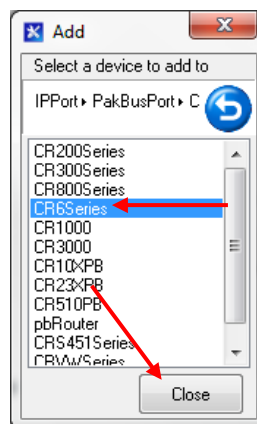 Add
Select a device to add to
IPPort ▸ PakBusPort ▸ C
CR200Series
CR300Series
CR800Series
CR6Series
CR1000
CR3000
CR10XPB
CR23XPB
CR510PB
pbRouter
CRS451Series
CRVWSeries
Close